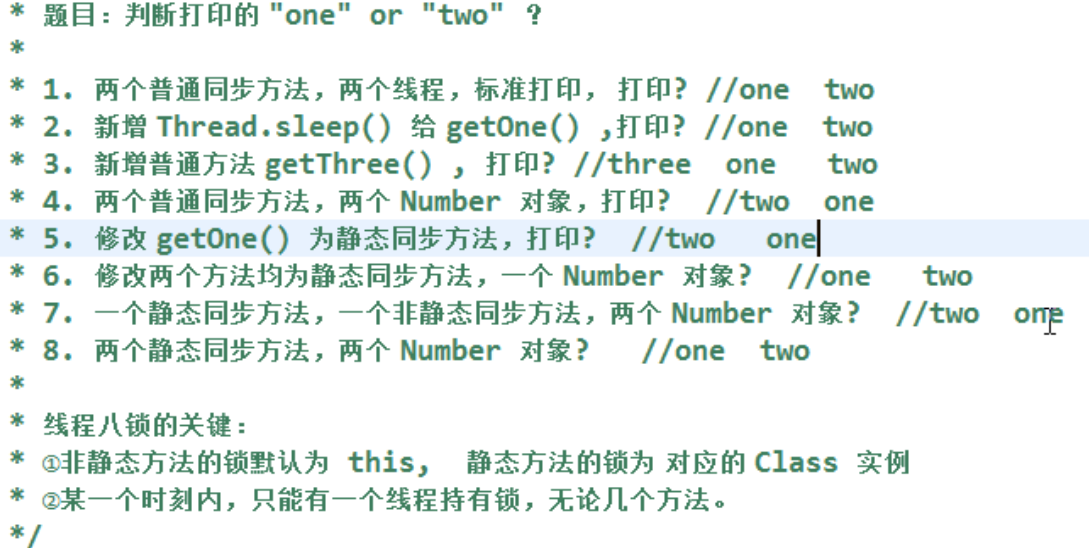 * 题目：判断打印的 "one" or "two" ？
*
* 1. 两个普通同步方法，两个线程，标准打印， 打印? //one two
* 2. 新增 Thread.sleep() 给 getOne() ,打印? //one two
* 3. 新增普通方法 getThree() , 打印? //three one two
* 4. 两个普通同步方法，两个 Number 对象，打印? //two one
* 5. 修改 getOne() 为静态同步方法，打印? //two one
* 6. 修改两个方法均为静态同步方法，一个 Number 对象? //one two
* 7. 一个静态同步方法，一个非静态同步方法，两个 Number 对象? //two one
* 8. 两个静态同步方法，两个 Number 对象? //one two
*
* 线程八锁的关键：
* ①非静态方法的锁默认为 this, 静态方法的锁为 对应的 Class 实例
* ②某一个时刻内，只能有一个线程持有锁，无论几个方法。
*/